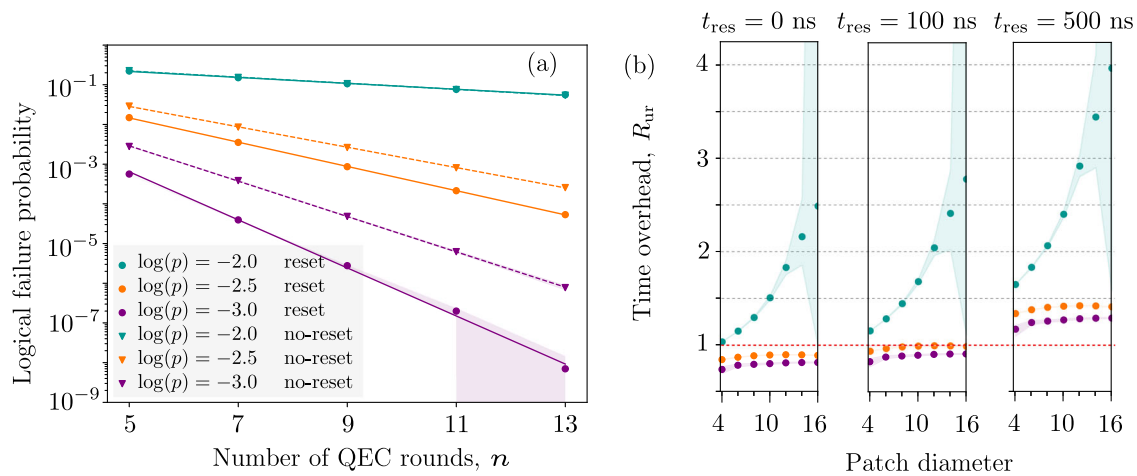 (a)
Logical failure probability
10⁻¹
10⁻³
10⁻⁵
10⁻⁷
10⁻⁹
log(p) = −2.0 reset
log(p) = −2.5 reset
log(p) = −3.0 reset
log(p) = −2.0 no-reset
log(p) = −2.5 no-reset
log(p) = −3.0 no-reset
5 7 9 11 13
Number of QEC rounds, n
(b)
t_res = 0 ns t_res = 100 ns t_res = 500 ns
Time overhead, R_ur
4
3
2
1
4 10 16 4 10 16 4 10 16
Patch diameter